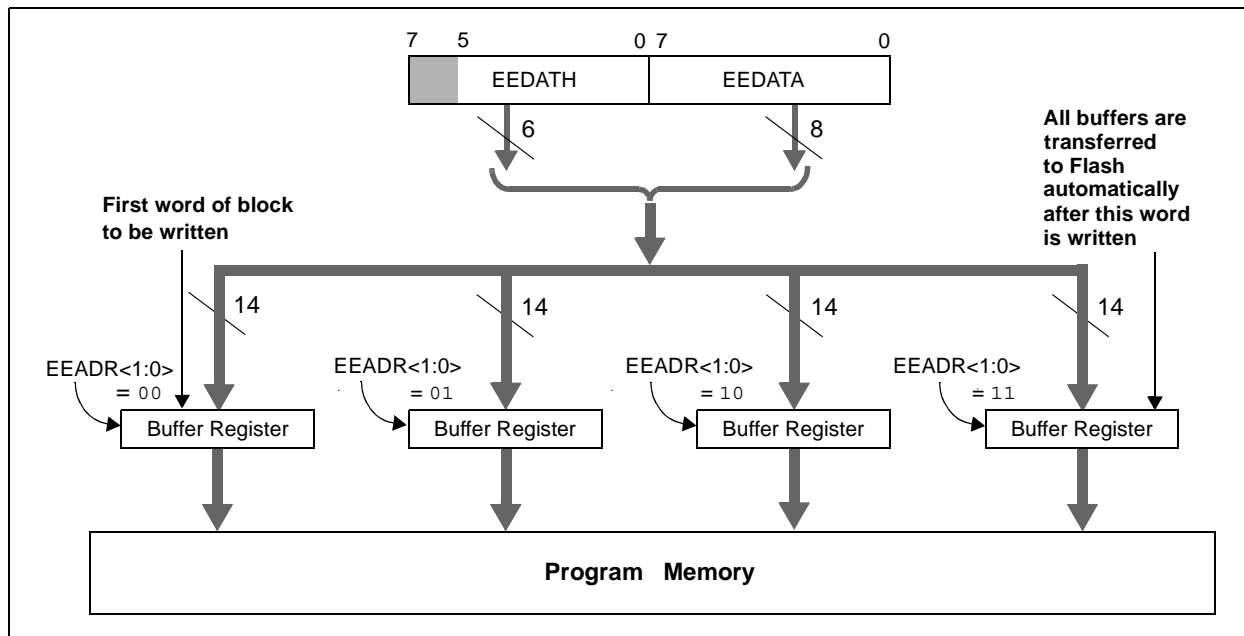 7 5 0 7 0
EEDATH EEDATA
6 8
All buffers are
transferred
to Flash
automatically
after this word
is written
First word of block
to be written
14 14 14 14
EEADR<1:0> EEADR<1:0> EEADR<1:0> EEADR<1:0>
= 00 = 01 = 10 = 11
Buffer Register Buffer Register Buffer Register Buffer Register
Program Memory